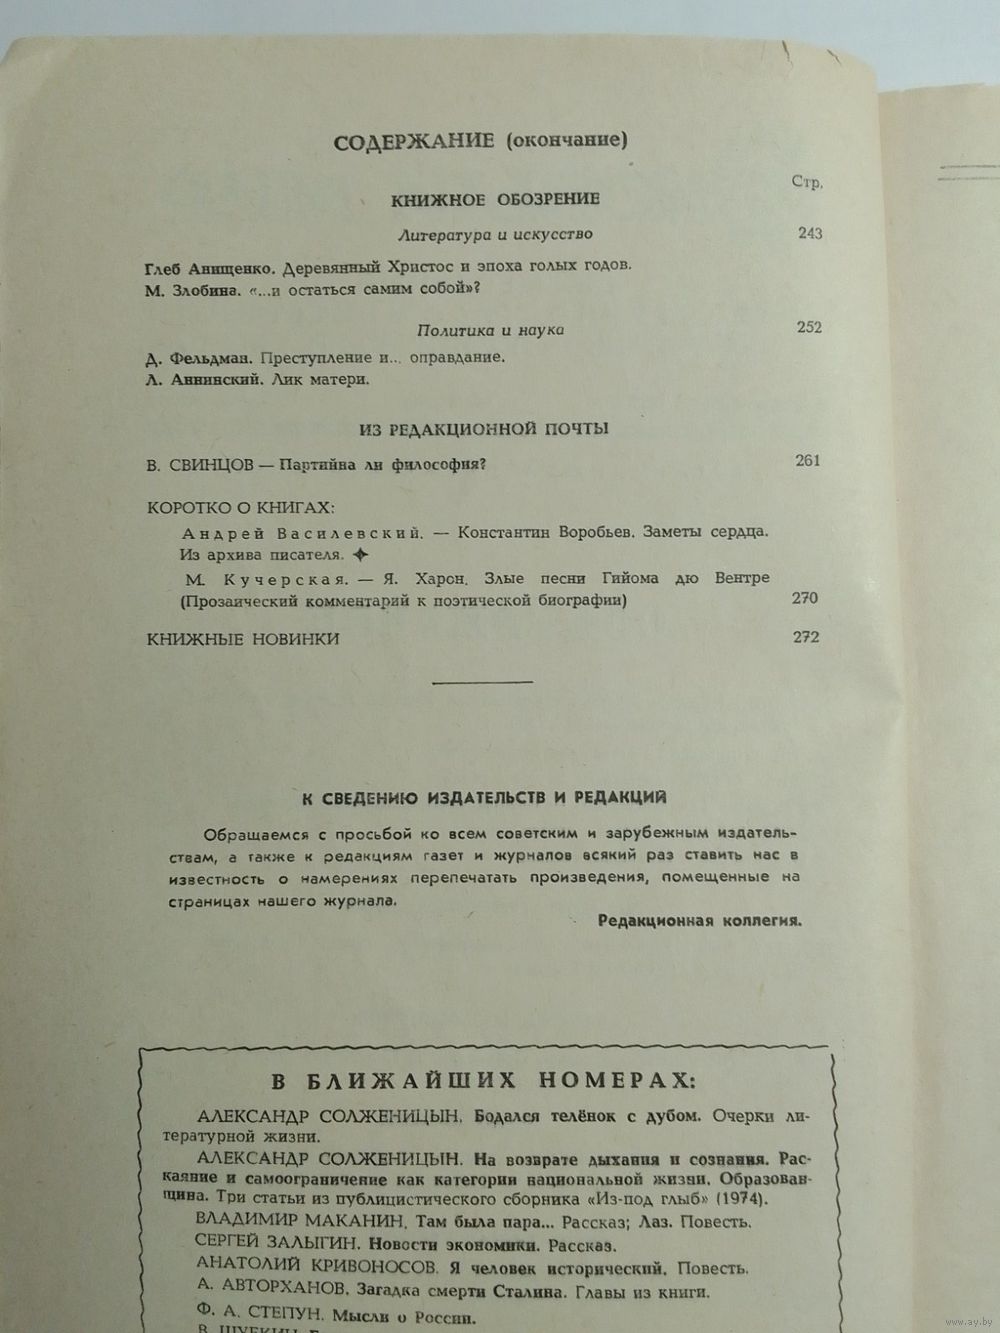 СОДЕРЖАНИЕ (окончание)
Стр.
КНИЖНОЕ ОБОЗРЕНИЕ
Литература и искусство 243
Глеб Анищенко. Деревянный Христос и эпоха голых годов.
М. Злобина. «...и остаться самим собой»?
Политика и наука 252
Д. Фельдман. Преступление и... оправдание.
Л. Аннинский. Лик матери.
ИЗ РЕДАКЦИОННОЙ ПОЧТЫ
В. СВИНЦОВ — Партийна ли философия? 261
КОРОТКО О КНИГАХ:
Андрей Василевский. — Константин Воробьев. Заметы сердца.
Из архива писателя.
М. Кучерская. — Я. Харон. Злые песни Гийома дю Вентре
(Прозаический комментарий к поэтической биографии) 270
КНИЖНЫЕ НОВИНКИ 272
К СВЕДЕНИЮ ИЗДАТЕЛЬСТВ И РЕДАКЦИЙ
Обращаемся с просьбой ко всем советским и зарубежным издатель-
ствам, а также к редакциям газет и журналов всякий раз ставить нас в
известность о намерениях перепечатать произведения, помещенные на
страницах нашего журнала.
Редакционная коллегия.
В БЛИЖАЙШИХ НОМЕРАХ:
АЛЕКСАНДР СОЛЖЕНИЦЫН. Бодался телёнок с дубом. Очерки ли-
тературной жизни.
АЛЕКСАНДР СОЛЖЕНИЦЫН. На возврате дыхания и сознания. Рас-
каяние и самоограничение как категории национальной жизни. Образован-
щина. Три статьи из публицистического сборника «Из-под глыб» (1974).
ВЛАДИМИР МАКАНИН. Там была пара... Рассказ; Лаз. Повесть.
СЕРГЕЙ ЗАЛЫГИН. Новости экономики. Рассказ.
АНАТОЛИЙ КРИВОНОСОВ. Я человек исторический. Повесть.
А. АВТОРХАНОВ. Загадка смерти Сталина. Главы из книги.
Ф. А. СТЕПУН. Мысли о России.
www.ay.by